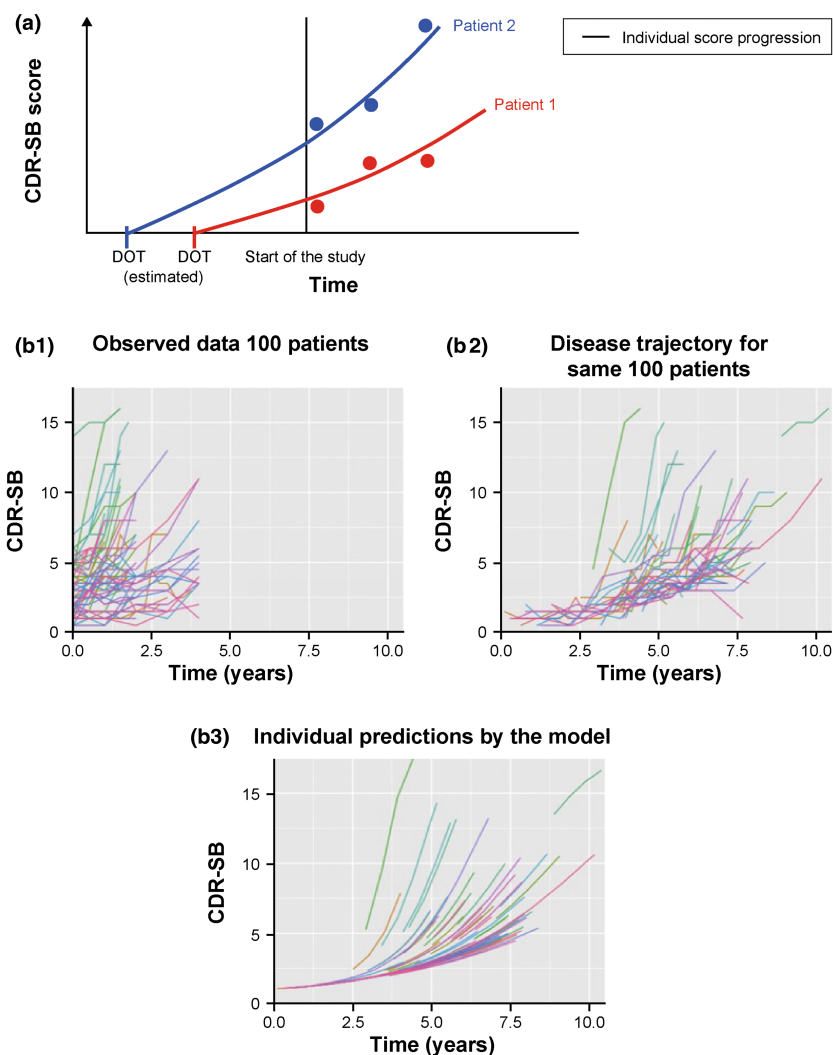 (a)
Patient 2
Individual score progression
Patient 1
CDR-SB score
DOT
DOT
Start of the study
(estimated)
Time
(b1)
Observed data 100 patients
15
10
5
0
CDR-SB
0.0
2.5
5.0
7.5
10.0
Time (years)
(b2)
Disease trajectory for
same 100 patients
15
10
5
0
CDR-SB
0.0
2.5
5.0
7.5
10.0
Time (years)
(b3)
Individual predictions by the model
15
10
5
0
CDR-SB
0.0
2.5
5.0
7.5
10.0
Time (years)